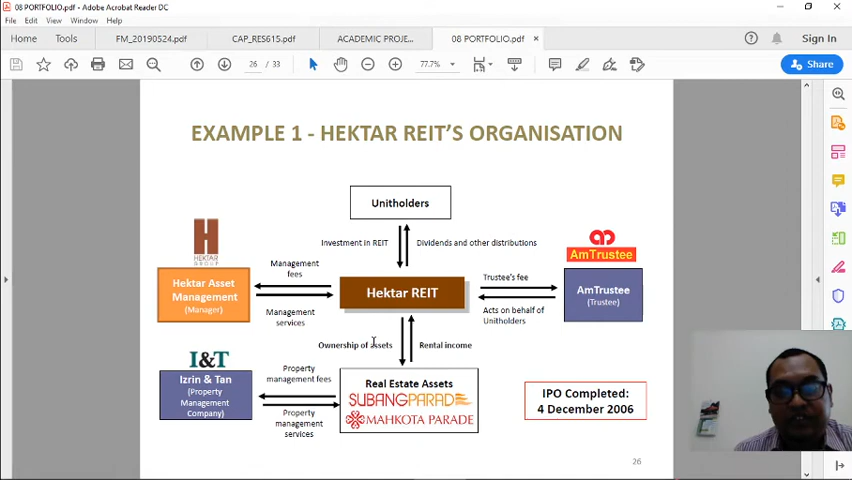 08 PORTFOLIO.pdf - Adobe Acrobat Reader DC
File Edit View Window Help
Home Tools FM_20190524.pdf CAP_RES615.pdf ACADEMIC PROJE... 08 PORTFOLIO.pdf × Sign In
26 / 33 77.7% Share
EXAMPLE 1 - HEKTAR REIT'S ORGANISATION
Unitholders
Investment in REIT
Dividends and other distributions
HEKTAR
GROUP
Hektar Asset
Management
(Manager)
Management
fees
Management
services
Hektar REIT
Trustee's fee
Acts on behalf of
Unitholders
AmTrustee
AmTrustee
(Trustee)
Ownership of assets
Rental income
I&T
Izrin & Tan
(Property
Management
Company)
Property
management fees
Property
management
services
Real Estate Assets
SUBANG PARADE
MAHKOTA PARADE
IPO Completed:
4 December 2006
26